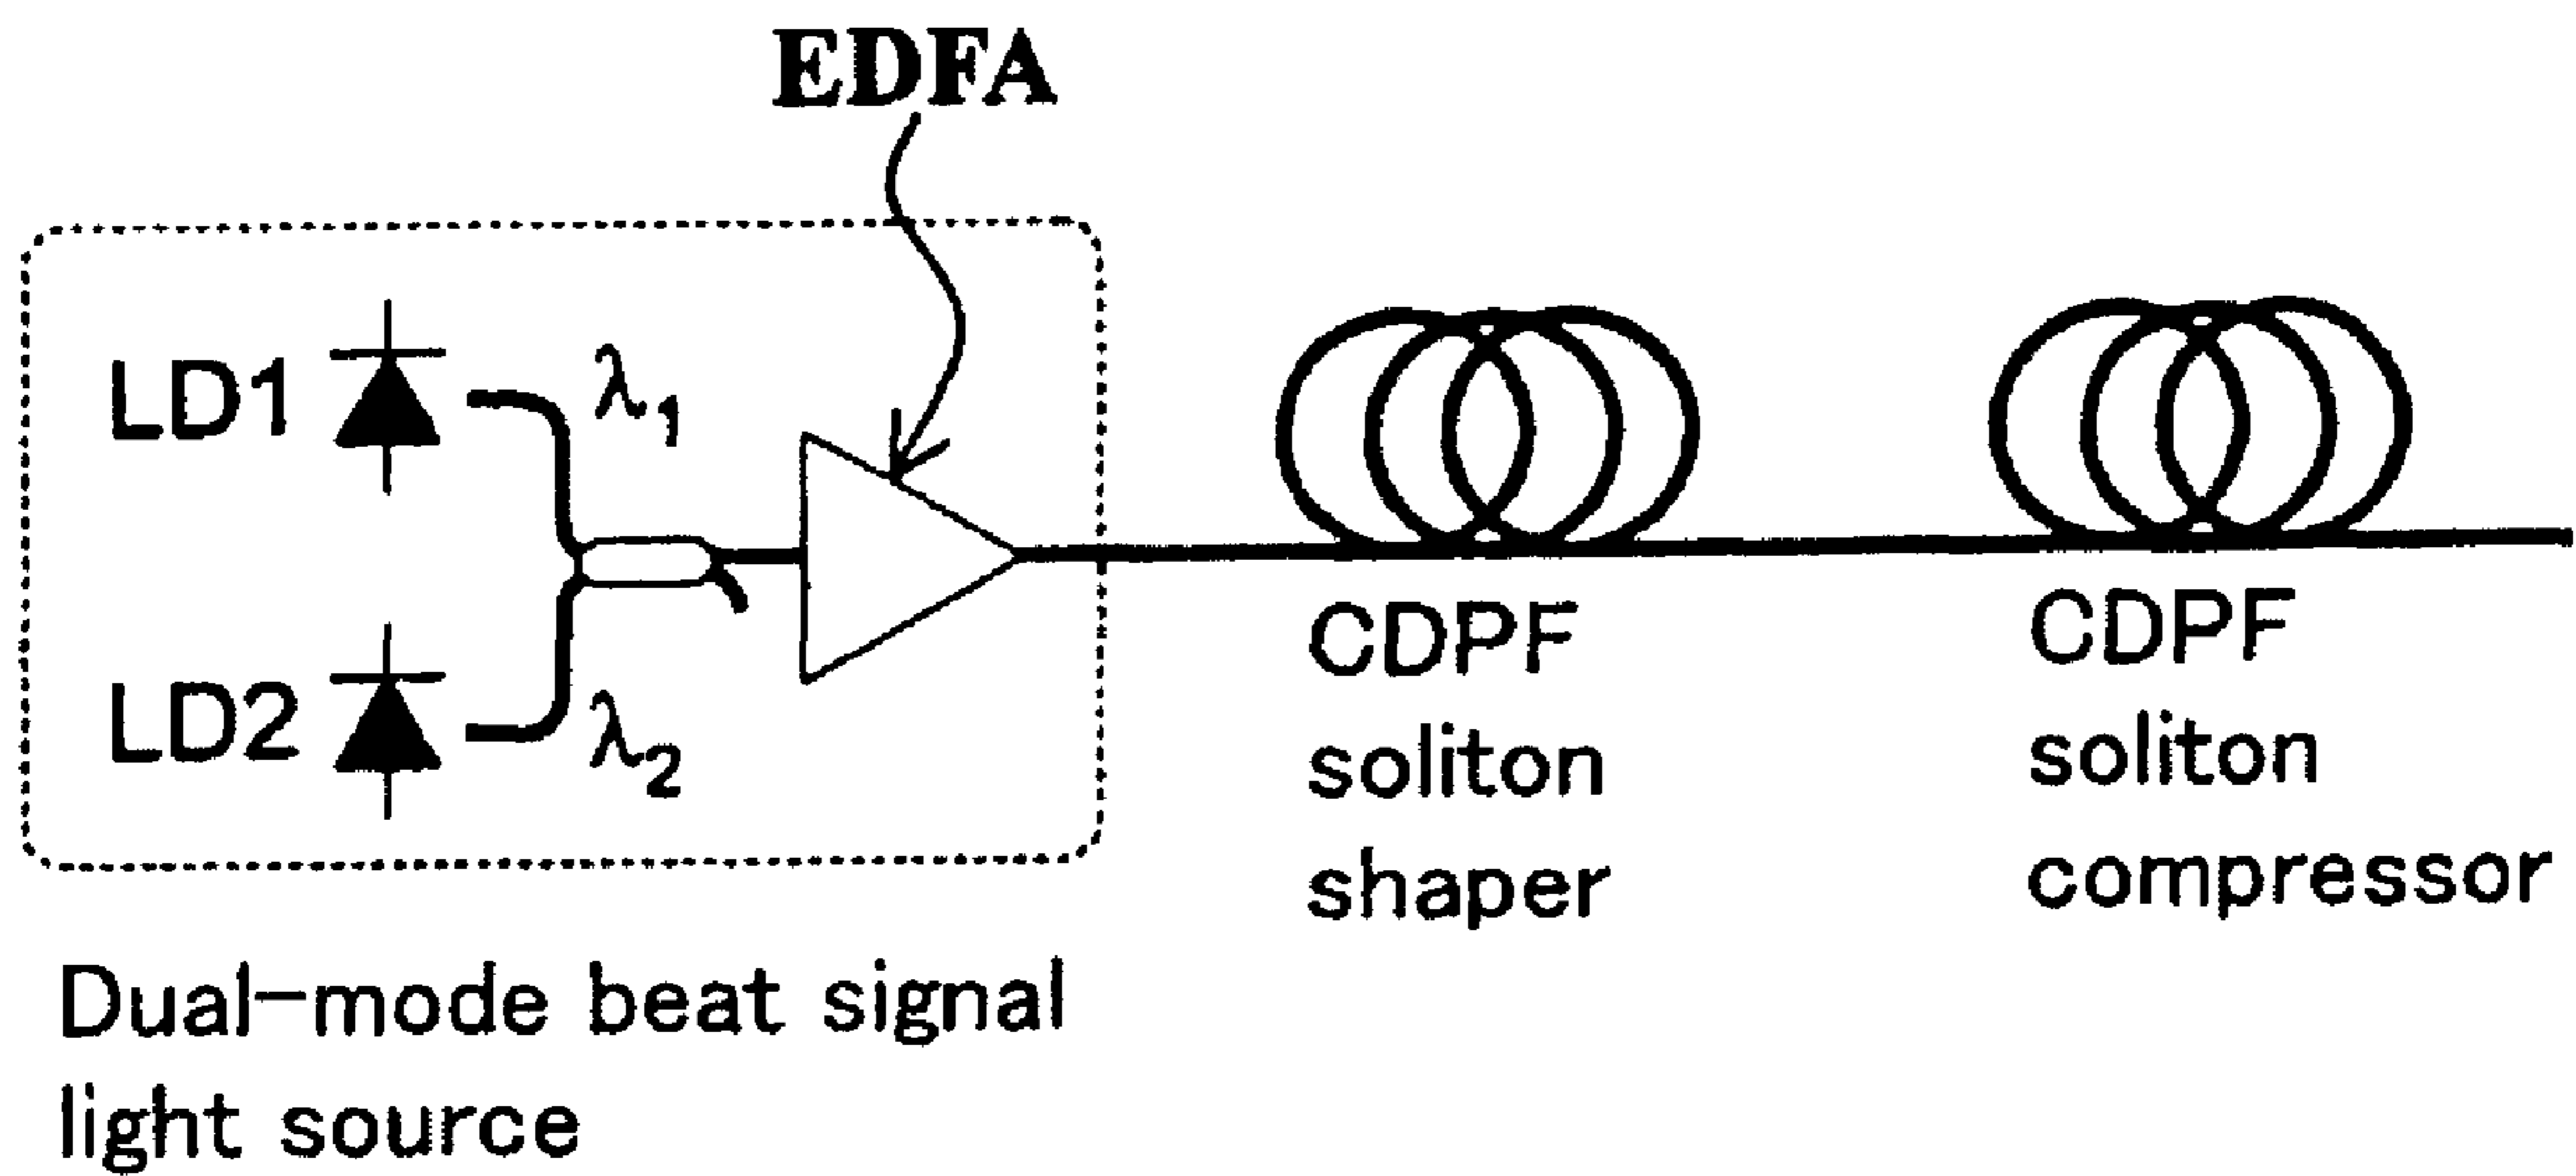 EDFA
LD1
λ1
LD2
λ2
CDPF
soliton
shaper
CDPF
soliton
compressor
Dual-mode beat signal
light source